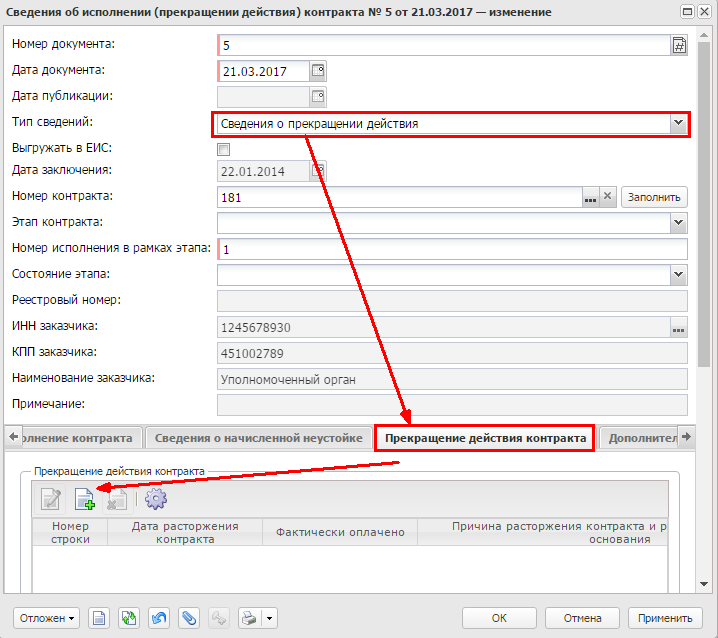 Сведения об исполнении (прекращении действия) контракта № 5 от 21.03.2017 — изменение
Номер документа: 5
Дата документа: 21.03.2017
Дата публикации:
Тип сведений: Сведения о прекращении действия
Выгружать в ЕИС:
Дата заключения: 22.01.2014
Номер контракта: 181 ... Заполнить
Этап контракта:
Номер исполнения в рамках этапа: 1
Состояние этапа:
Реестровый номер:
ИНН заказчика: 1245678930 ...
КПП заказчика: 451002789
Наименование заказчика: Уполномоченный орган
Примечание:
олнение контракта Сведения о начисленной неустойке Прекращение действия контракта Дополнител
Прекращение действия контракта
Номер строки Дата расторжения контракта Фактически оплачено Причина расторжения контракта и р основания
Отложен ОК Отмена Применить